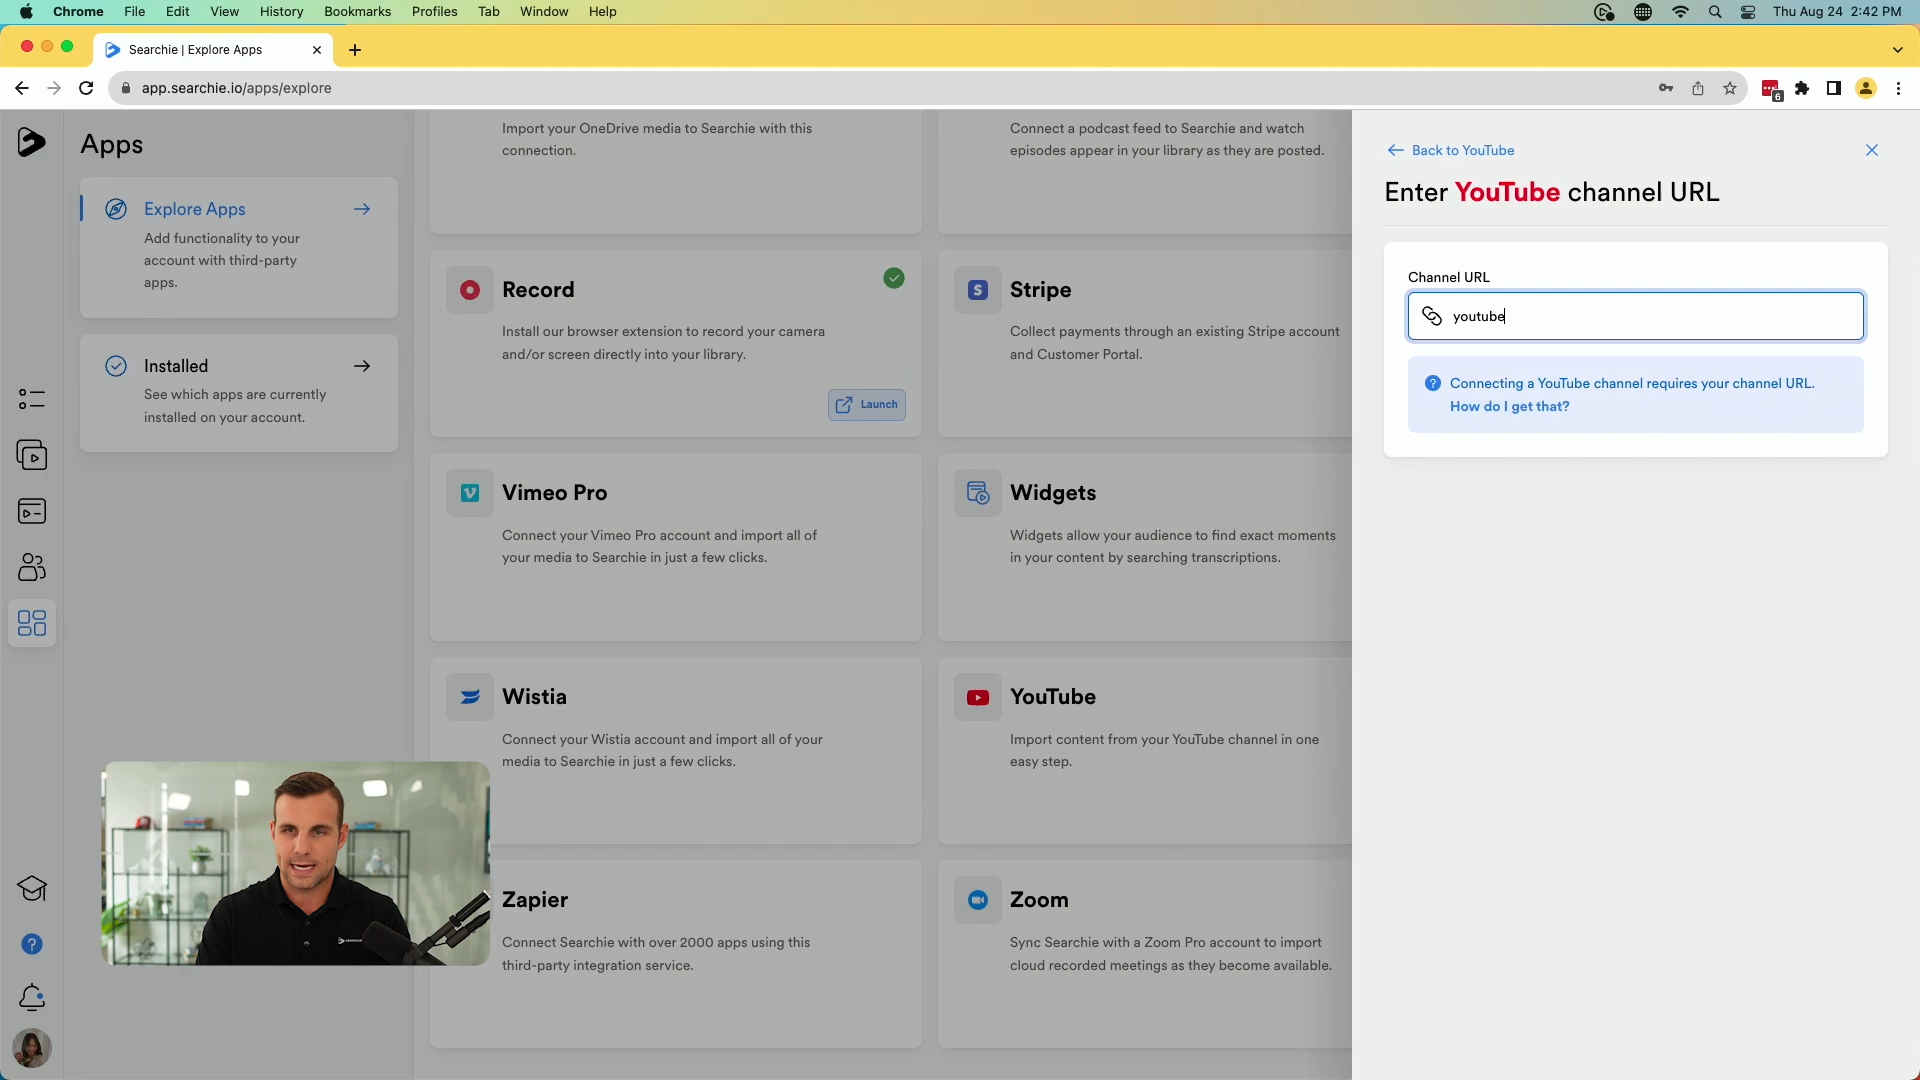 Chrome File Edit View History Bookmarks Profiles Tab Window Help
Thu Aug 24 2:42 PM
Searchie | Explore Apps
app.searchie.io/apps/explore
6
Apps
Explore Apps
Add functionality to your
account with third-party
apps.
Installed
See which apps are currently
installed on your account.
Import your OneDrive media to Searchie with this
connection.
Connect a podcast feed to Searchie and watch
episodes appear in your library as they are posted.
Record
Install our browser extension to record your camera
and/or screen directly into your library.
Launch
Stripe
Collect payments through an existing Stripe account
and Customer Portal.
Vimeo Pro
Connect your Vimeo Pro account and import all of
your media to Searchie in just a few clicks.
Widgets
Widgets allow your audience to find exact moments
in your content by searching transcriptions.
Wistia
Connect your Wistia account and import all of your
media to Searchie in just a few clicks.
YouTube
Import content from your YouTube channel in one
easy step.
Zapier
Connect Searchie with over 2000 apps using this
third-party integration service.
Zoom
Sync Searchie with a Zoom Pro account to import
cloud recorded meetings as they become available.
Back to YouTube
Enter YouTube channel URL
Channel URL
youtube
Connecting a YouTube channel requires your channel URL.
How do I get that?